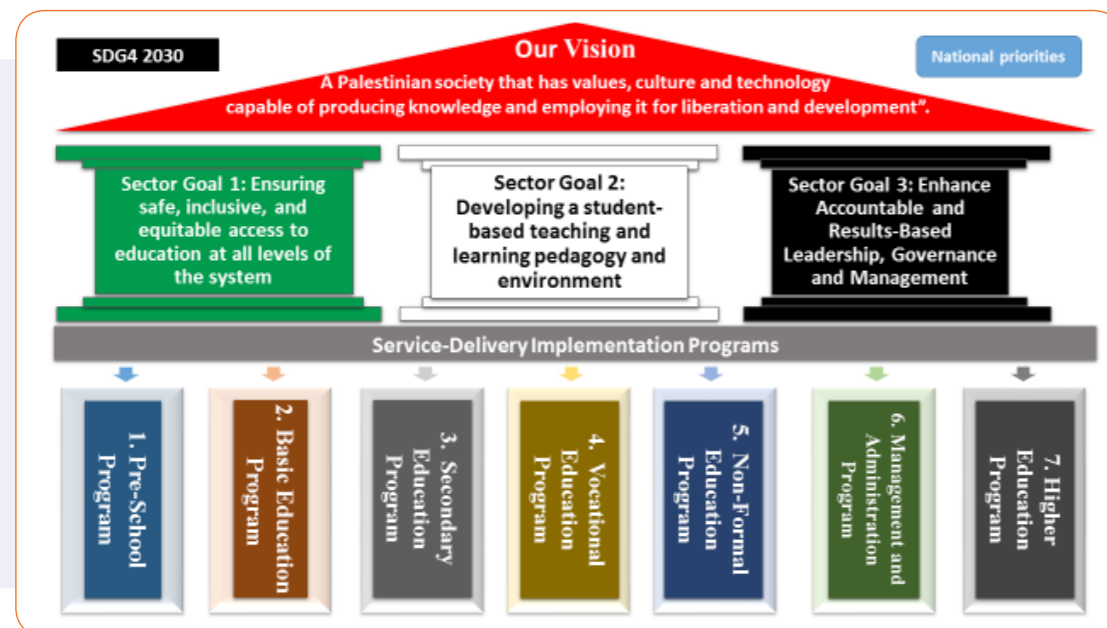 SDG4 2030
Our Vision
National priorities
A Palestinian society that has values, culture and technology
capable of producing knowledge and employing it for liberation and development”.
Sector Goal 1: Ensuring
safe, inclusive, and
equitable access to
education at all levels of
the system
Sector Goal 2:
Developing a student-
based teaching and
learning pedagogy and
environment
Sector Goal 3: Enhance
Accountable and
Results-Based
Leadership, Governance
and Management
Service-Delivery Implementation Programs
1. Pre-School
Program
2. Basic Education
Program
3. Secondary
Education
Program
4. Vocational
Education
Program
5. Non-Formal
Education
Program
6. Management and
Administration
Program
7. Higher
Education
Program